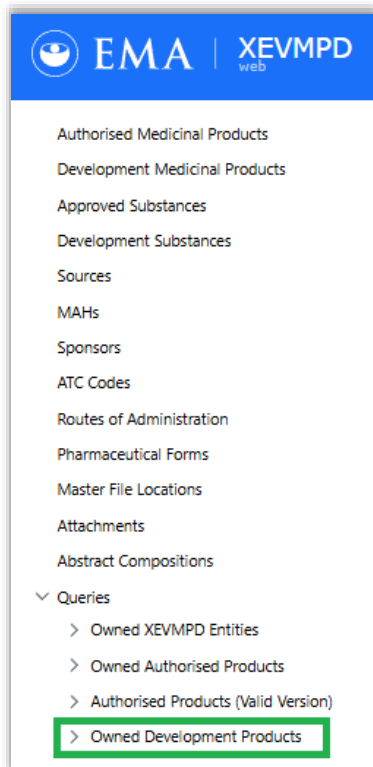 EMA | XEVMPD
web
Authorised Medicinal Products
Development Medicinal Products
Approved Substances
Development Substances
Sources
MAHs
Sponsors
ATC Codes
Routes of Administration
Pharmaceutical Forms
Master File Locations
Attachments
Abstract Compositions
Queries
Owned XEVMPD Entities
Owned Authorised Products
Authorised Products (Valid Version)
Owned Development Products